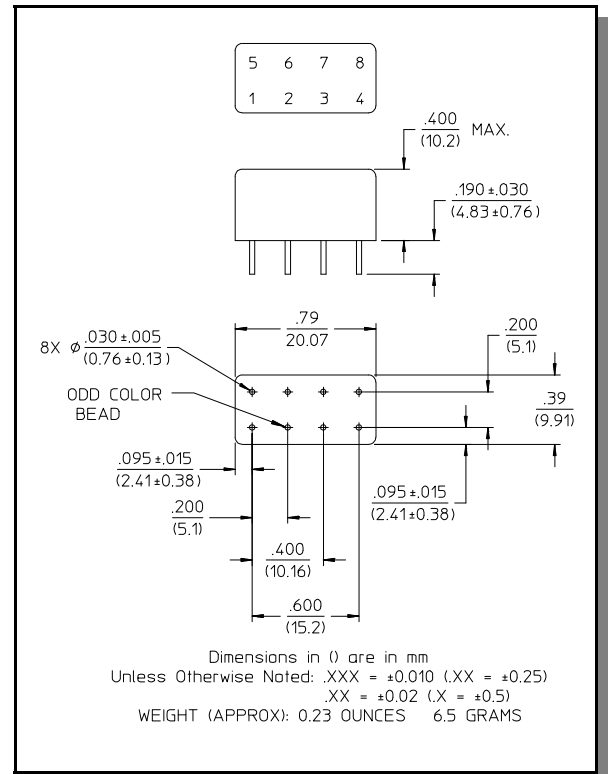 5 6 7 8
1 2 3 4
.400
(10.2) MAX.
.190±.030
(4.83±0.76)
.79
20.07
.200
(5.1)
8X ⌀ .030±.005
(0.76±0.13)
ODD COLOR
BEAD
.39
(9.91)
.095±.015
(2.41±0.38)
.095±.015
(2.41±0.38)
.200
(5.1)
.400
(10.16)
.600
(15.2)
Dimensions in () are in mm
Unless Otherwise Noted: .XXX = ±0.010 (.XX = ±0.25)
.XX = ±0.02 (.X = ±0.5)
WEIGHT (APPROX): 0.23 OUNCES 6.5 GRAMS